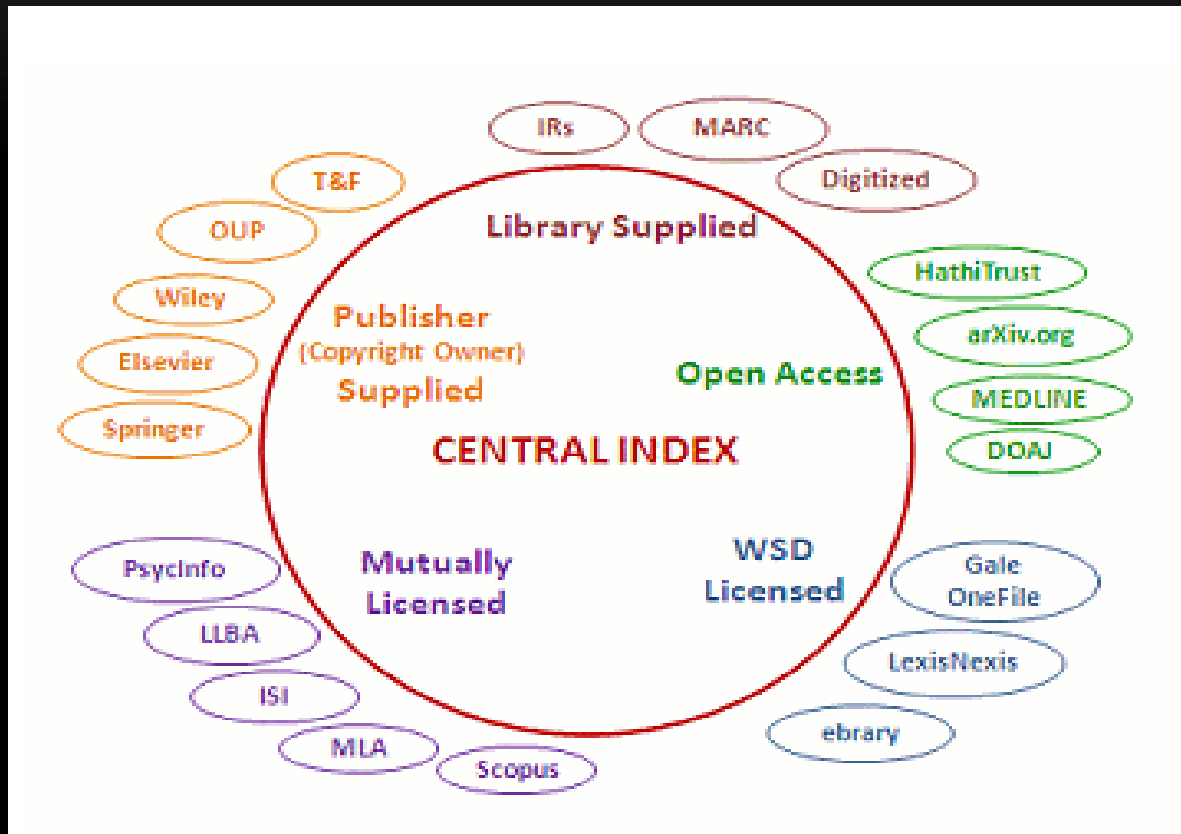 IRs
MARC
Digitized
T&F
OUP
Wiley
Elsevier
Springer
Library Supplied
Publisher
(Copyright Owner)
Supplied
Open Access
HathiTrust
arXiv.org
MEDLINE
DOAJ
CENTRAL INDEX
Mutually
Licensed
WSD
Licensed
PsycInfo
LLBA
ISI
MLA
Scopus
Gale
OneFile
LexisNexis
ebrary